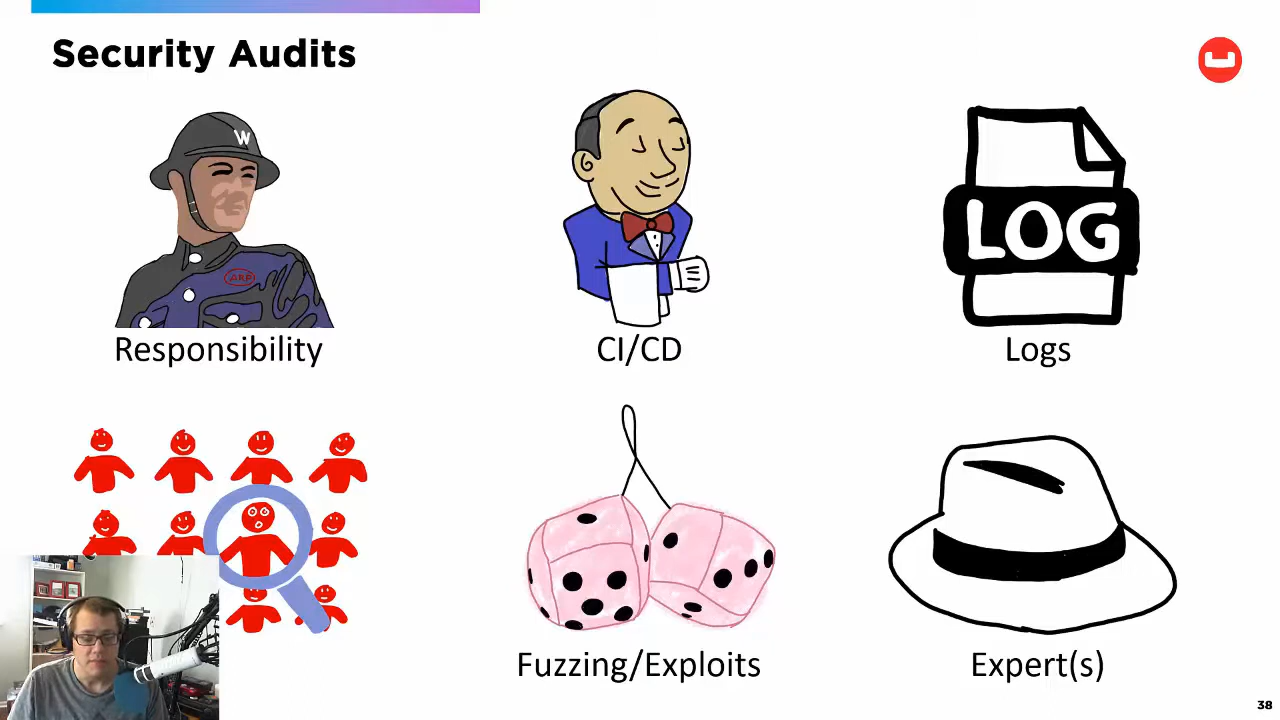 Security Audits
W
ARP
LOG
Responsibility
CI/CD
Logs
Fuzzing/Exploits
Expert(s)
38